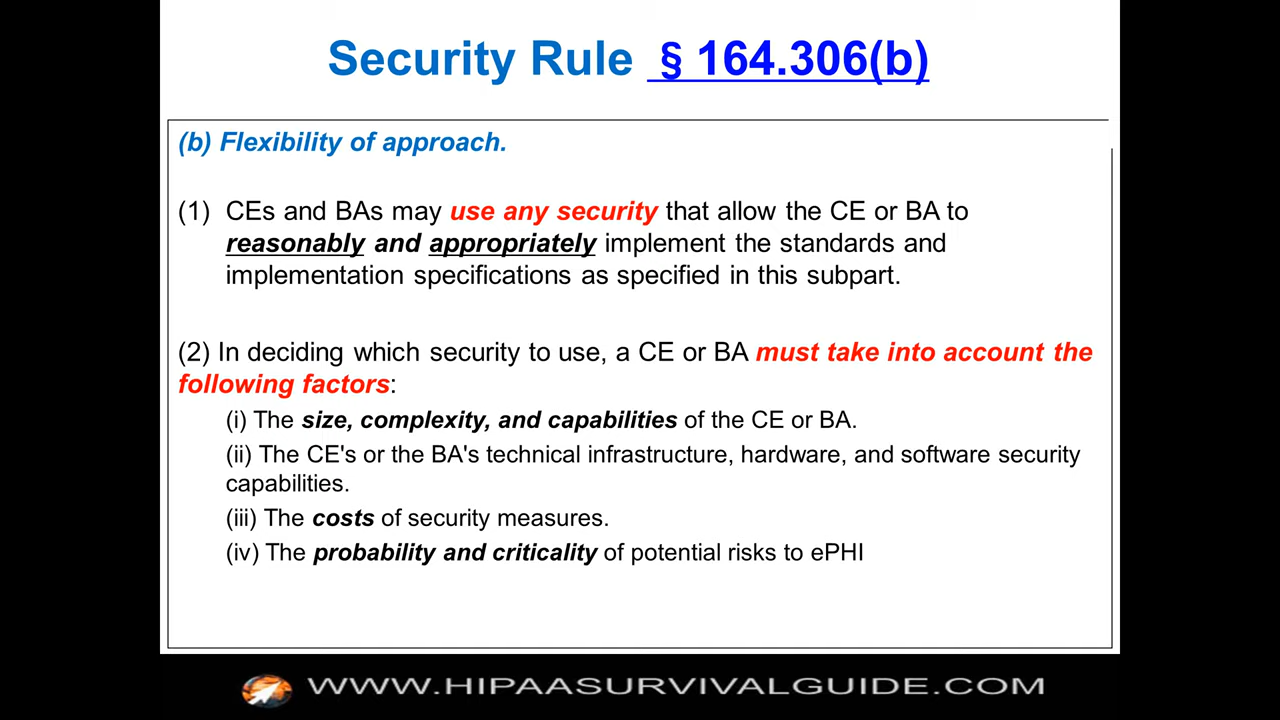 Security Rule § 164.306(b)
(b) Flexibility of approach.
(1) CEs and BAs may use any security that allow the CE or BA to
reasonably and appropriately implement the standards and
implementation specifications as specified in this subpart.
(2) In deciding which security to use, a CE or BA must take into account the
following factors:
(i) The size, complexity, and capabilities of the CE or BA.
(ii) The CE's or the BA's technical infrastructure, hardware, and software security
capabilities.
(iii) The costs of security measures.
(iv) The probability and criticality of potential risks to ePHI
WWW.HIPAASURVIVALGUIDE.COM